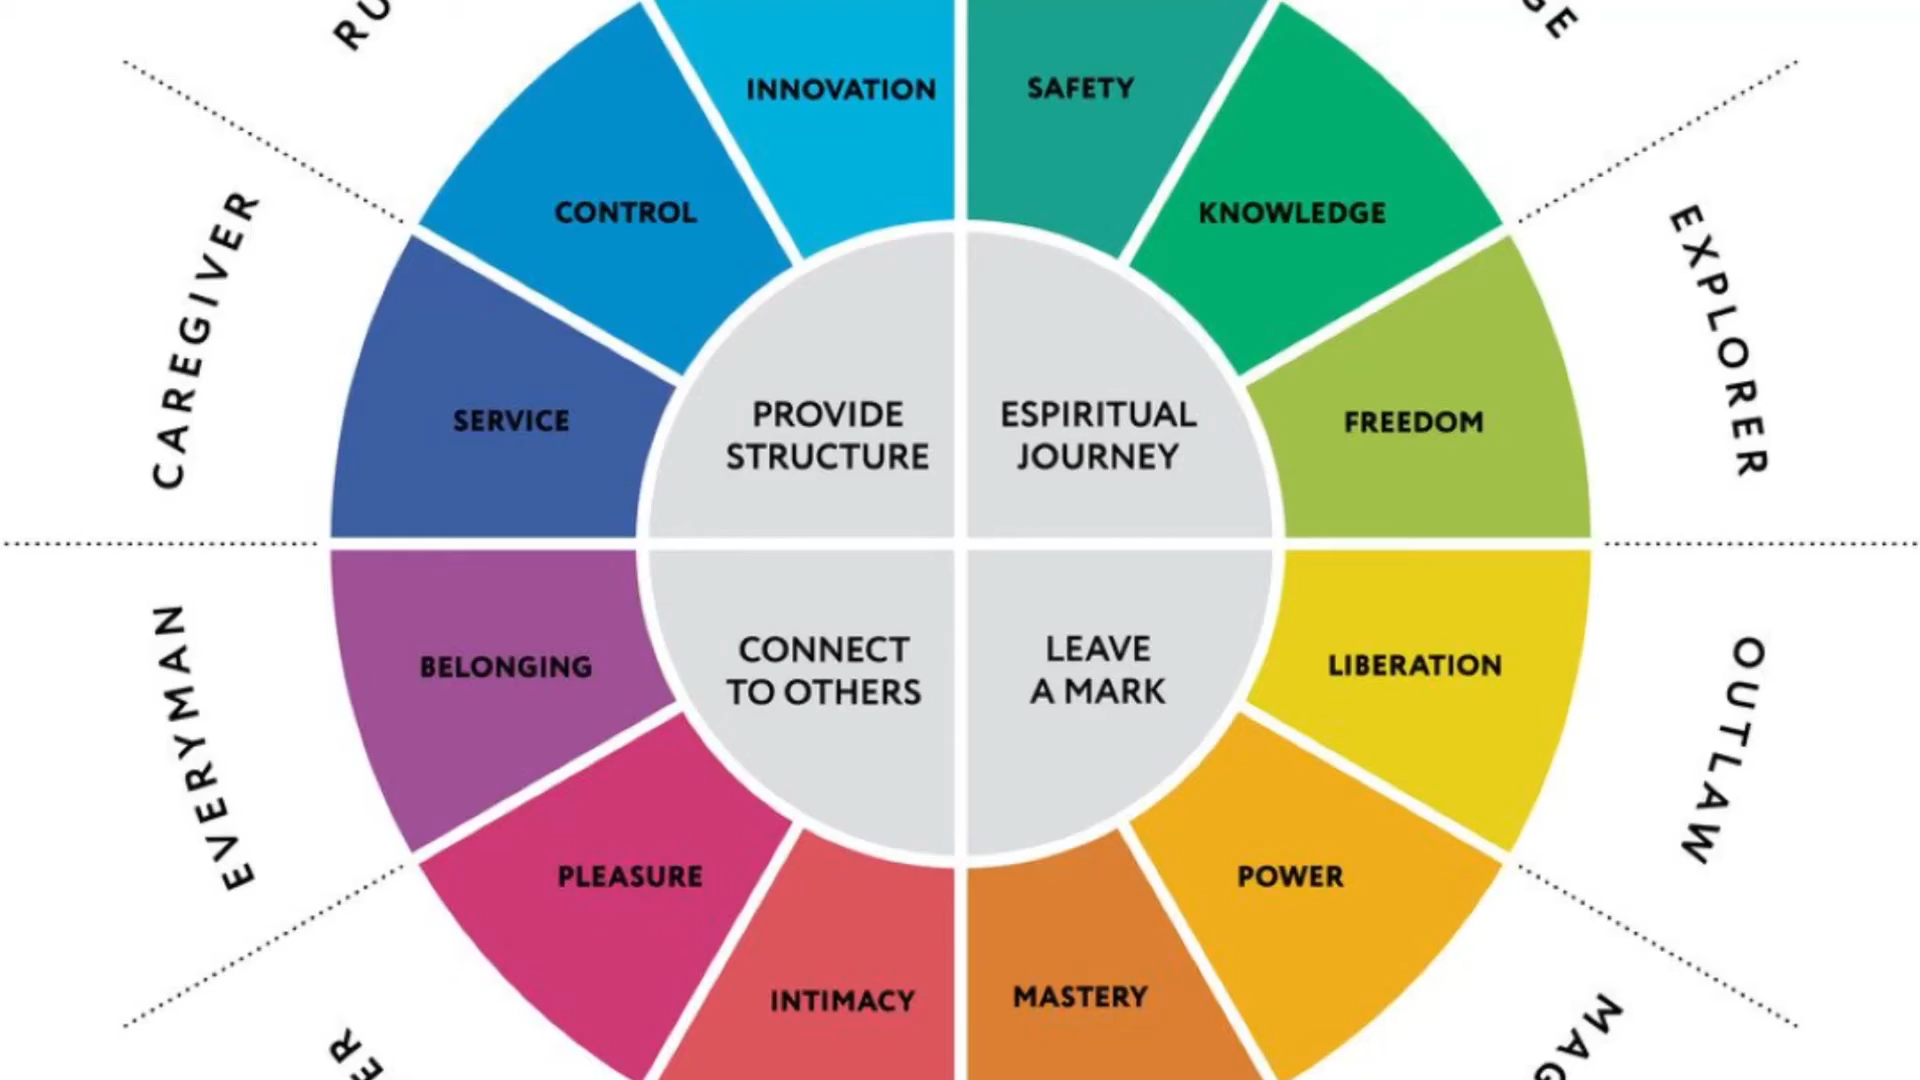 INNOVATION
SAFETY
CONTROL
KNOWLEDGE
CAREGIVER
EXPLORER
SERVICE
FREEDOM
PROVIDE
STRUCTURE
ESPIRITUAL
JOURNEY
CONNECT
TO OTHERS
LEAVE
A MARK
BELONGING
LIBERATION
EVERYMAN
OUTLAW
PLEASURE
POWER
INTIMACY
MASTERY